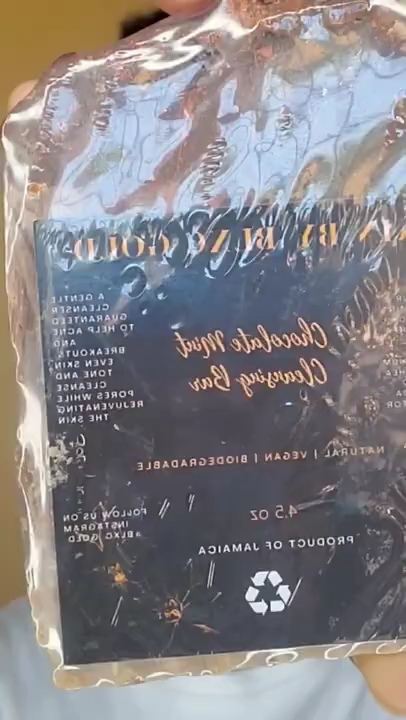 BY BLXC GOLD
Chocolate Mint
Cleansing Bar
NATURAL | VEGAN | BIODEGRADABLE
4.5 OZ
PRODUCT OF JAMAICA
A GENTLE
CLEANSER
GUARANTEED
TO HELP ACNE
AND
BREAKOUTS,
EVEN SKIN
TONE AND
CLEANSE
PORES WHILE
REJUVENATING
THE SKIN
FOLLOW US ON
INSTAGRAM
@BLXC GOLD